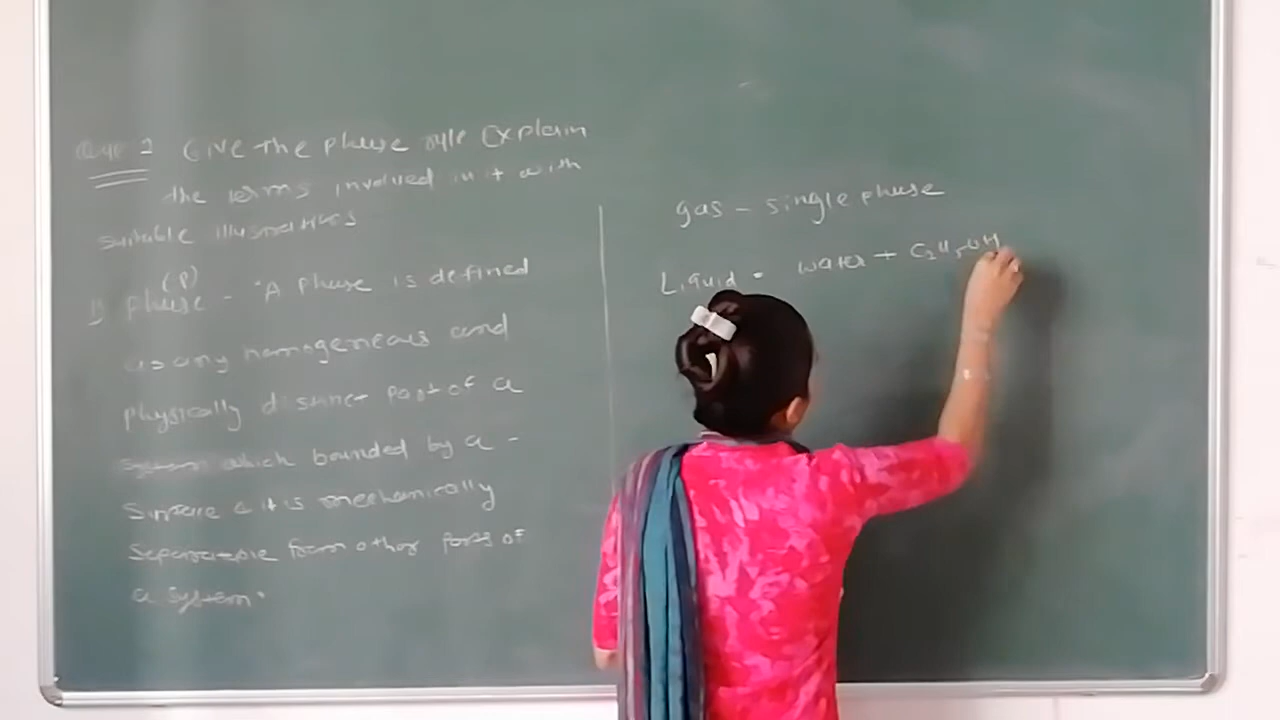 Give the phase rule Explain
the terms involved in it with
suitable illustrations
(P)
1) Phase - "A Phase is defined
as any homogeneous and
Physically distinct Part of a
system which bounded by a -
Surface & it is mechanically
Separable from other parts of
a system.
gas - single phase
Liquid - water + C2H5OH